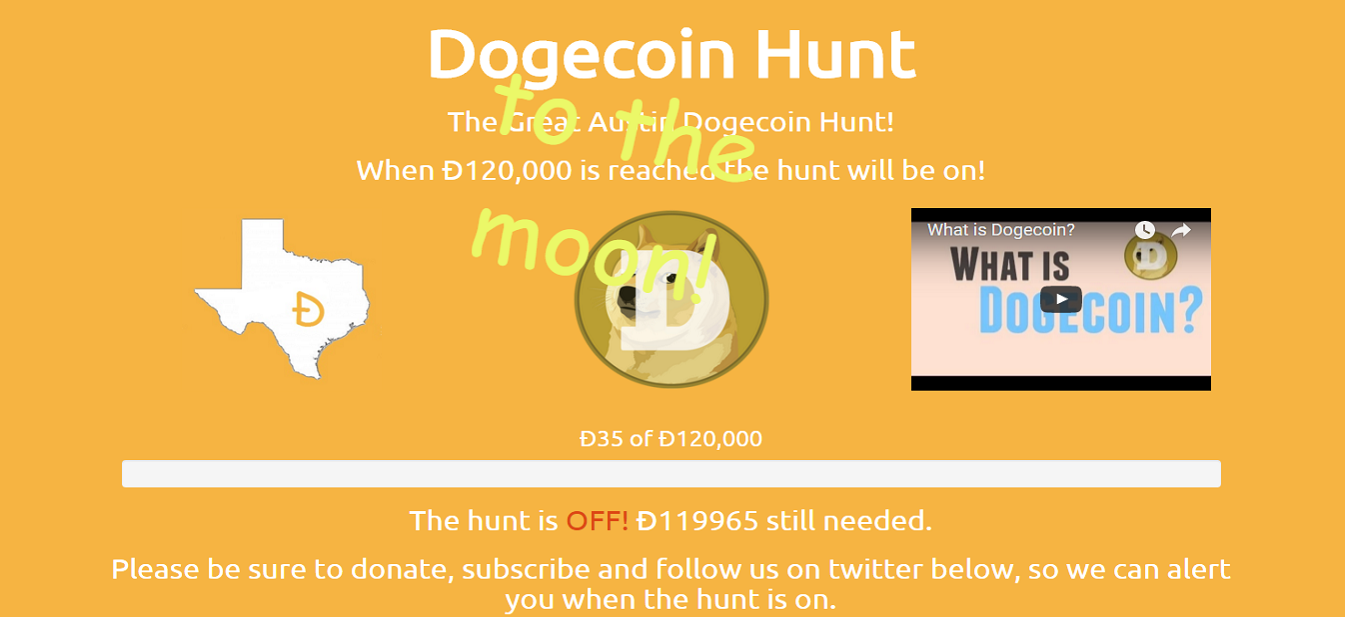 Dogecoin Hunt
The Great Austin Dogecoin Hunt!
When Ð120,000 is reached the hunt will be on!
to the
moon!
Ð
Ð
What is Dogecoin?
Ð
WHAT IS
DOGECOIN?
Ð35 of Ð120,000
The hunt is OFF! Ð119965 still needed.
Please be sure to donate, subscribe and follow us on twitter below, so we can alert
you when the hunt is on.